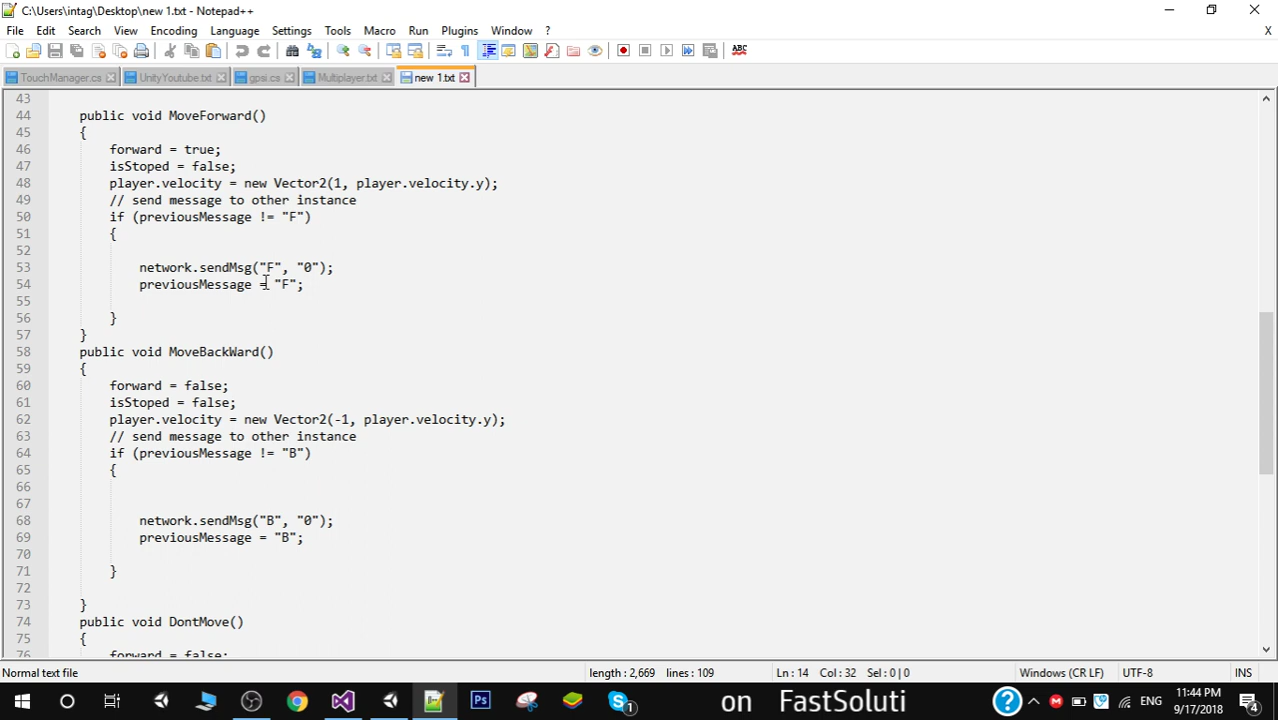 C:\Users\intag\Desktop\new 1.txt - Notepad++
File Edit Search View Encoding Language Settings Tools Macro Run Plugins Window ? X
ABC
TouchManager.cs UnityYoutube.txt gpsi.cs Multiplayer.txt new 1.txt
43
44 public void MoveForward()
45 {
46 forward = true;
47 isStoped = false;
48 player.velocity = new Vector2(1, player.velocity.y);
49 // send message to other instance
50 if (previousMessage != "F")
51 {
52
53 network.sendMsg("F", "0");
54 previousMessage = "F";
55
56 }
57 }
58 public void MoveBackWard()
59 {
60 forward = false;
61 isStoped = false;
62 player.velocity = new Vector2(-1, player.velocity.y);
63 // send message to other instance
64 if (previousMessage != "B")
65 {
66
67
68 network.sendMsg("B", "0");
69 previousMessage = "B";
70
71 }
72
73 }
74 public void DontMove()
75 {
76 forward = false;
Normal text file length : 2,669 lines : 109 Ln : 14 Col : 32 Sel : 0 | 0 Windows (CR LF) UTF-8 INS
Ps S 1 on FastSoluti ? M ENG 11:44 PM 4
9/17/2018